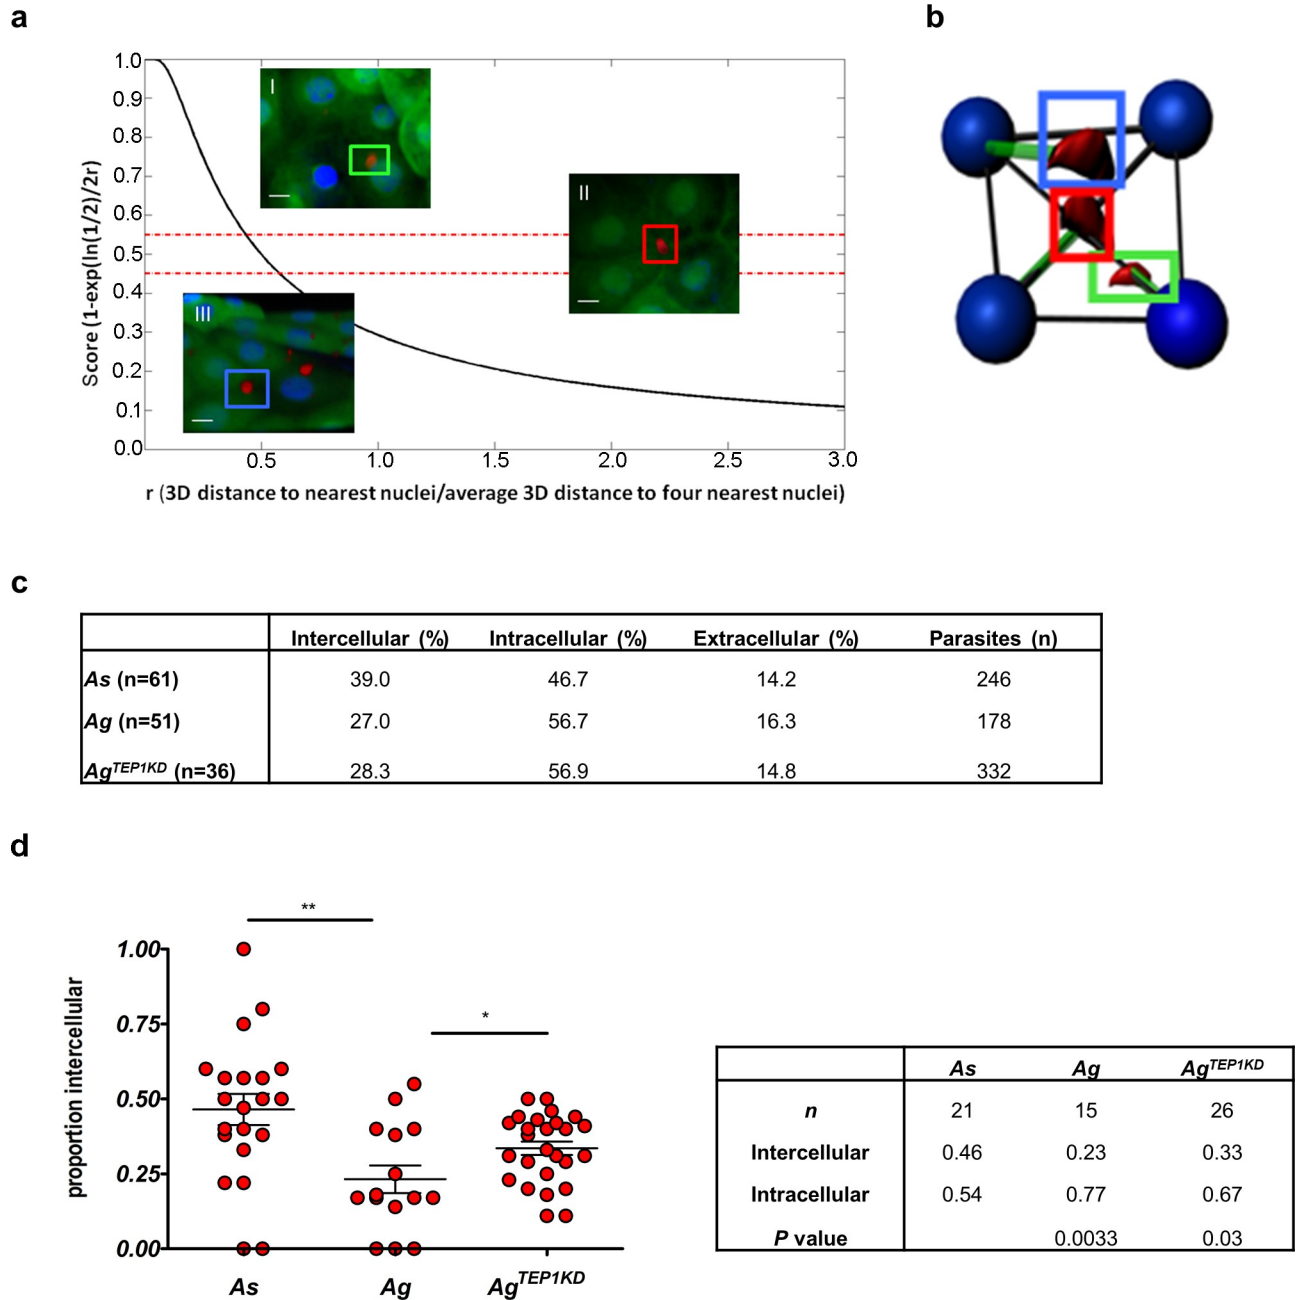 a
b
1.0
0.9
0.8
0.7
0.6
0.5
0.4
0.3
0.2
0.1
0.0
Score (1-exp(ln(1/2)/2r)
I
II
III
0.5 1.0 1.5 2.0 2.5 3.0
r (3D distance to nearest nuclei/average 3D distance to four nearest nuclei)
c
Intercellular (%) Intracellular (%) Extracellular (%) Parasites (n)
As (n=61) 39.0 46.7 14.2 246
Ag (n=51) 27.0 56.7 16.3 178
AgTEP1KD (n=36) 28.3 56.9 14.8 332
d
**
*
1.00
0.75
0.50
0.25
0.00
proportion intercellular
As Ag AgTEP1KD
As Ag AgTEP1KD
n 21 15 26
Intercellular 0.46 0.23 0.33
Intracellular 0.54 0.77 0.67
P value 0.0033 0.03